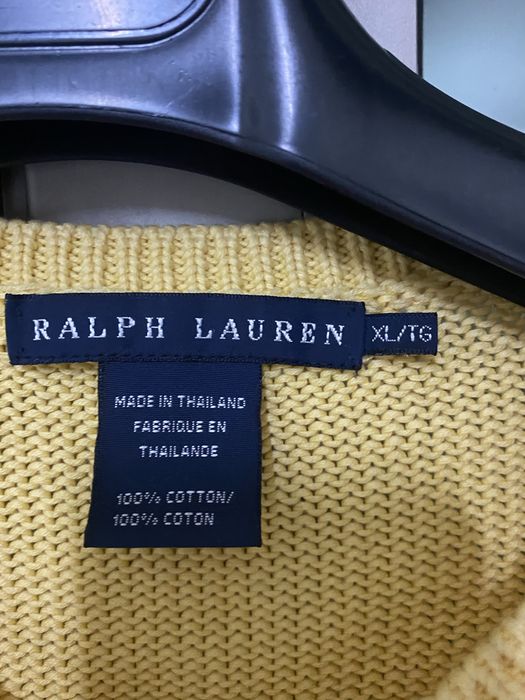 RALPH LAUREN
XL/TG
MADE IN THAILAND
FABRIQUE EN
THAILANDE
100% COTTON/
100% COTON